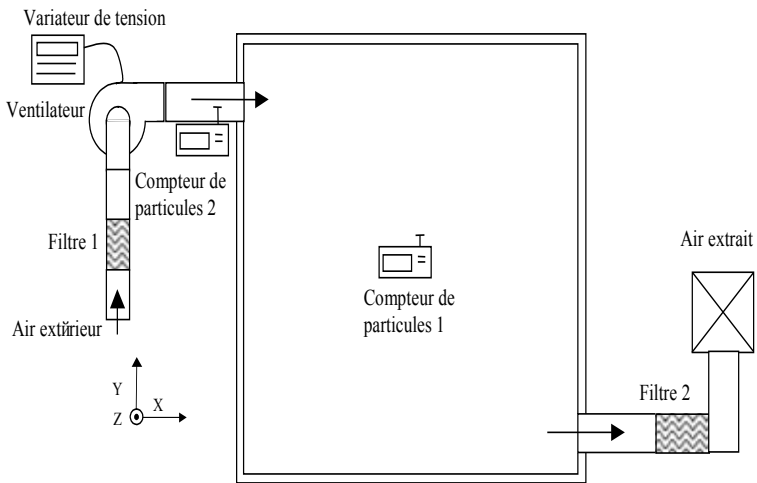 Variateur de tension
Ventilateur
Compteur de
particules 2
Filtre 1
Air extŭrieur
Compteur de
particules 1
Air extrait
Filtre 2
Y
Z
X